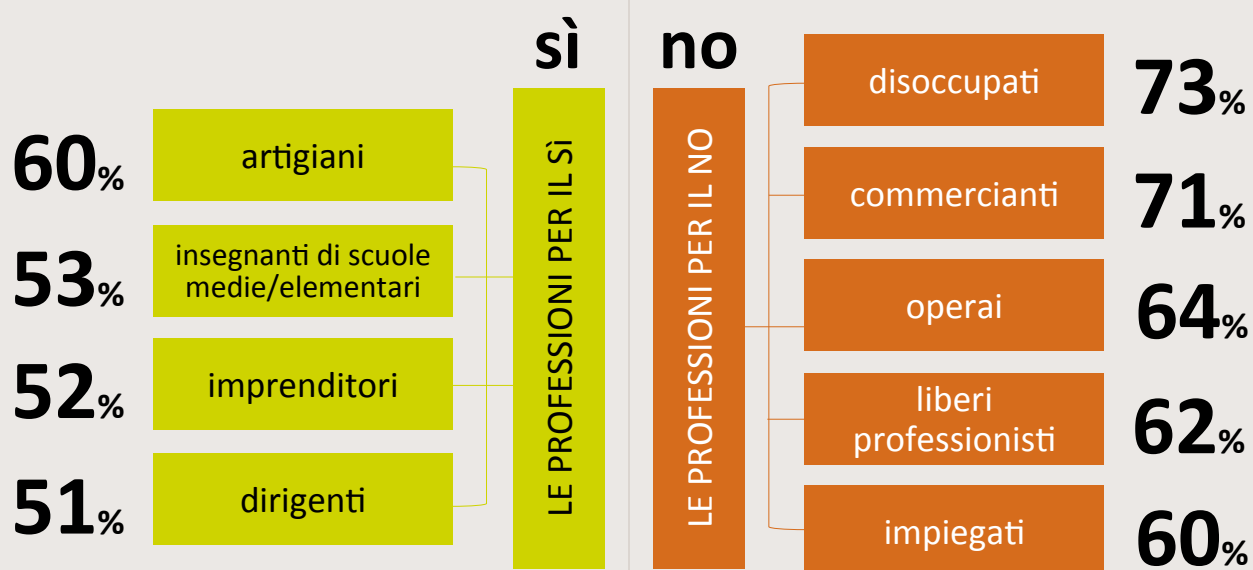 sì
LE PROFESSIONI PER IL SÌ
60%
artigiani
53%
insegnanti di scuole
medie/elementari
52%
imprenditori
51%
dirigenti
no
LE PROFESSIONI PER IL NO
disoccupati
73%
commercianti
71%
operai
64%
liberi
professionisti
62%
impiegati
60%